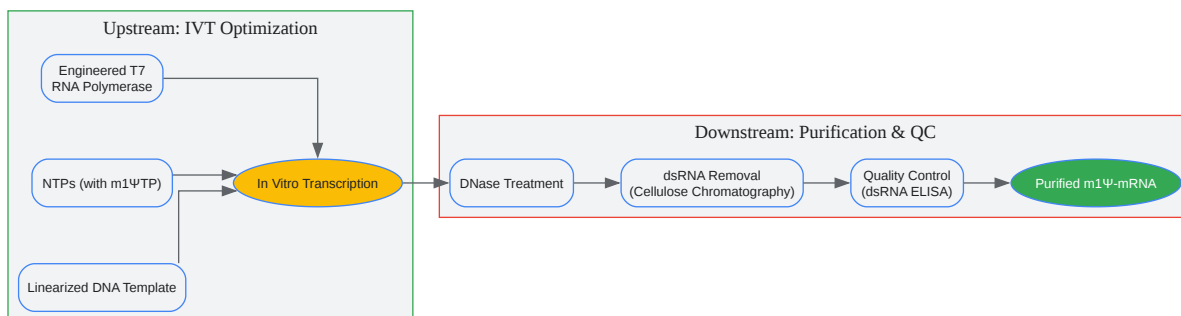 Upstream: IVT Optimization
Engineered T7
RNA Polymerase
NTPs (with m1ΨTP)
Linearized DNA Template
In Vitro Transcription
Downstream: Purification & QC
DNase Treatment
dsRNA Removal
(Cellulose Chromatography)
Quality Control
(dsRNA ELISA)
Purified m1Ψ-mRNA